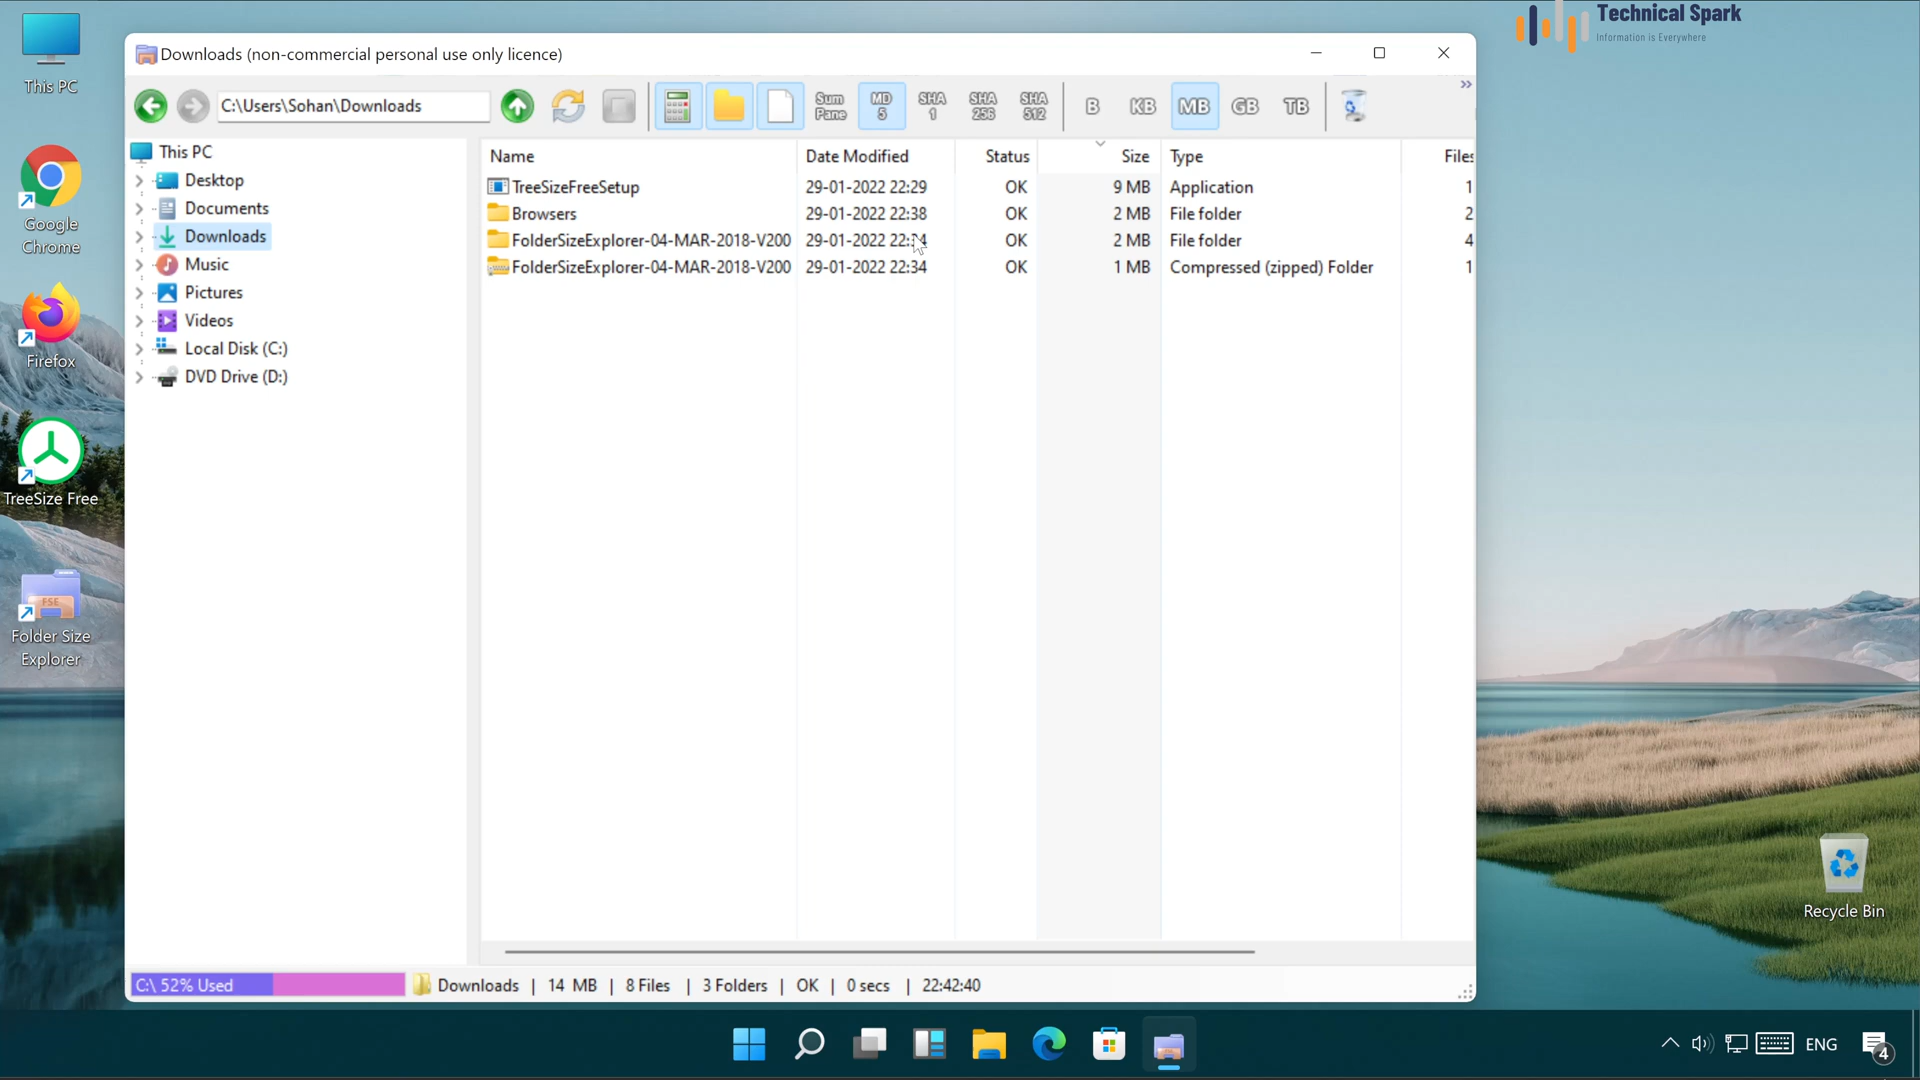 Technical Spark
Information is Everywhere
This PC
Google
Chrome
Firefox
TreeSize Free
FSE
Folder Size
Explorer
Recycle Bin
Downloads (non-commercial personal use only licence)
C:\Users\Sohan\Downloads
Sum
Pane
MD
5
SHA
1
SHA
256
SHA
512
B
KB
MB
GB
TB
»
This PC
Desktop
Documents
Downloads
Music
Pictures
Videos
Local Disk (C:)
DVD Drive (D:)
Name Date Modified Status Size Type Files
TreeSizeFreeSetup 29-01-2022 22:29 OK 9 MB Application 1
Browsers 29-01-2022 22:38 OK 2 MB File folder 2
FolderSizeExplorer-04-MAR-2018-V200 29-01-2022 OK 2 MB File folder 4
FolderSizeExplorer-04-MAR-2018-V200 29-01-2022 22:34 OK 1 MB Compressed (zipped) Folder 1
C:\ 52% Used Downloads | 14 MB | 8 Files | 3 Folders | OK | 0 secs | 22:42:40
ENG
4